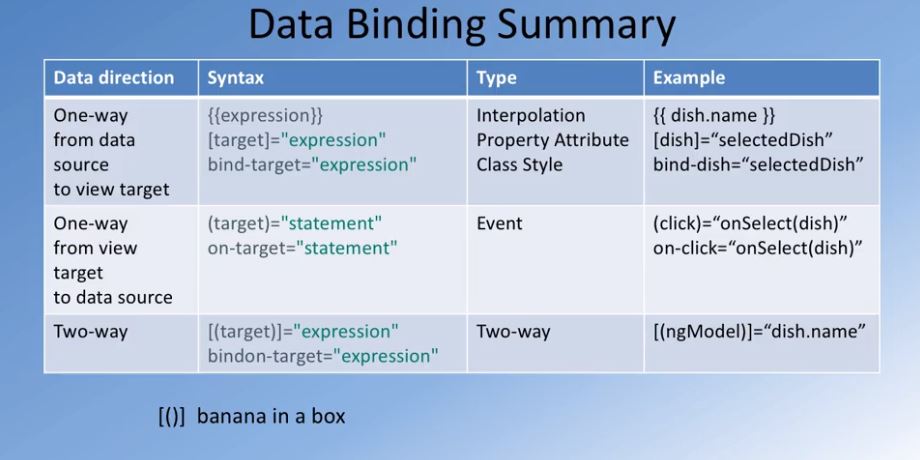 Data Binding Summary
Data direction Syntax Type Example
One-way
from data
source
to view target
{{expression}}
[target]="expression"
bind-target="expression"
Interpolation
Property Attribute
Class Style
{{ dish.name }}
[dish]=“selectedDish”
bind-dish=“selectedDish”
One-way
from view
target
to data source
(target)="statement"
on-target="statement"
Event
(click)=“onSelect(dish)”
on-click=“onSelect(dish)”
Two-way
[(target)]="expression"
bindon-target="expression"
Two-way
[(ngModel)]=“dish.name”
[()] banana in a box